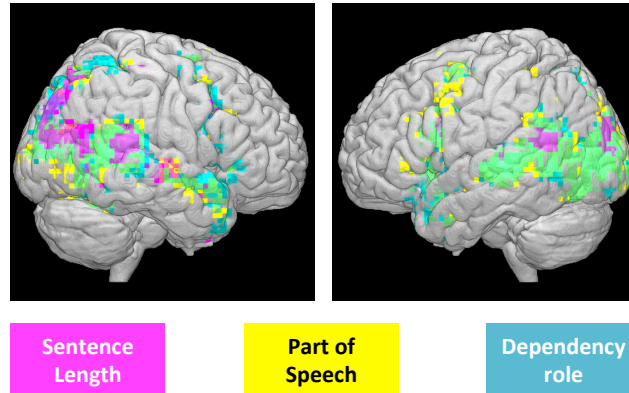 Sentence
Length
Part of
Speech
Dependency
role